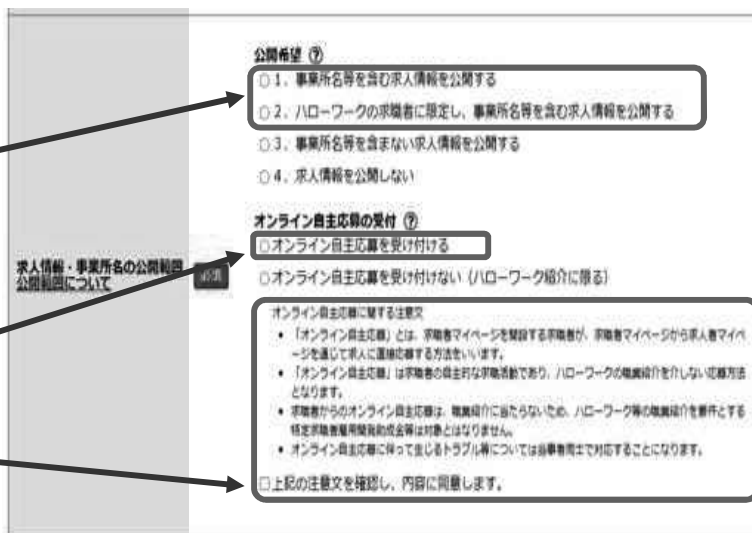 公開希望 ?
1．事業所名等を含む求人情報を公開する
2．ハローワークの求職者に限定し、事業所名等を含む求人情報を公開する
3．事業所名等を含まない求人情報を公開する
4．求人情報を公開しない
オンライン自主応募の受付 ?
オンライン自主応募を受け付ける
オンライン自主応募を受け付けない（ハローワーク紹介に限る）
求人情報・事業所名の公開範囲
公開範囲について
必須
オンライン自主応募に関する注意文
• 「オンライン自主応募」とは、求職者マイページを開設する求職者が、求職者マイページから求人者マイペ
ージを通じて求人に直接応募する方法をいいます。
• 「オンライン自主応募」は求職者の自主的な求職活動であり、ハローワークの職業紹介を介しない応募方法
となります。
• 求職者からのオンライン自主応募は、職業紹介に当たらないため、ハローワーク等の職業紹介を要件とする
特定求職者雇用開発助成金等は対象とはなりません。
• オンライン自主応募に伴って生じるトラブル等については当事者同士で対応することになります。
上記の注意文を確認し、内容に同意します。